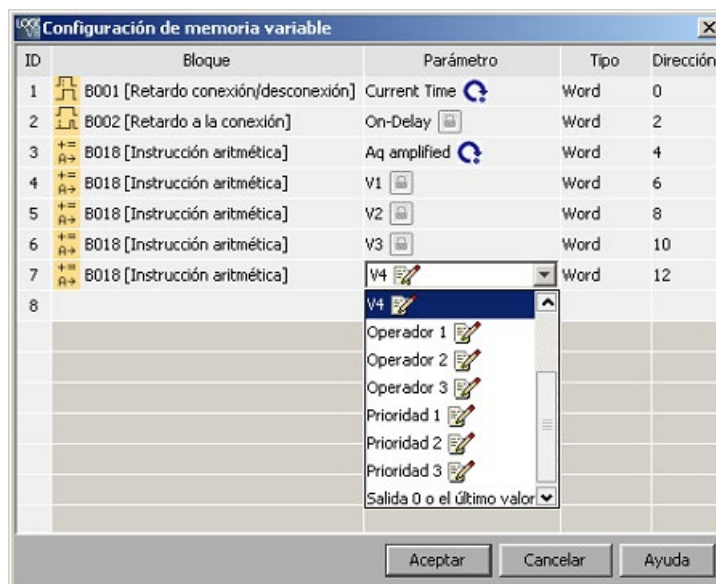 Configuración de memoria variable
ID Bloque Parámetro Tipo Dirección
1 B001 [Retardo conexión/desconexión] Current Time Word 0
2 B002 [Retardo a la conexión] On-Delay Word 2
3 B018 [Instrucción aritmética] Aq amplified Word 4
4 B018 [Instrucción aritmética] V1 Word 6
5 B018 [Instrucción aritmética] V2 Word 8
6 B018 [Instrucción aritmética] V3 Word 10
7 B018 [Instrucción aritmética] V4 Word 12
8 V4
Operador 1
Operador 2
Operador 3
Prioridad 1
Prioridad 2
Prioridad 3
Salida 0 o el último valor
Aceptar Cancelar Ayuda